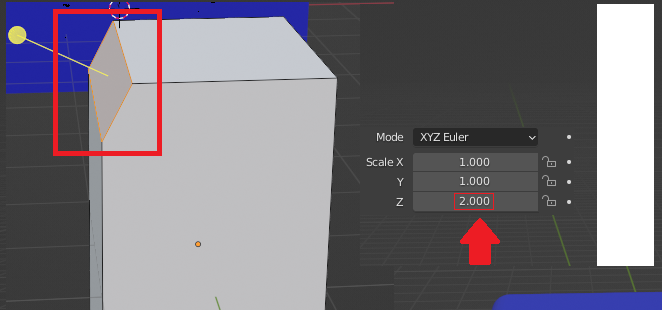 Mode XYZ Euler
Scale X 1.000
Y 1.000
Z 2.000